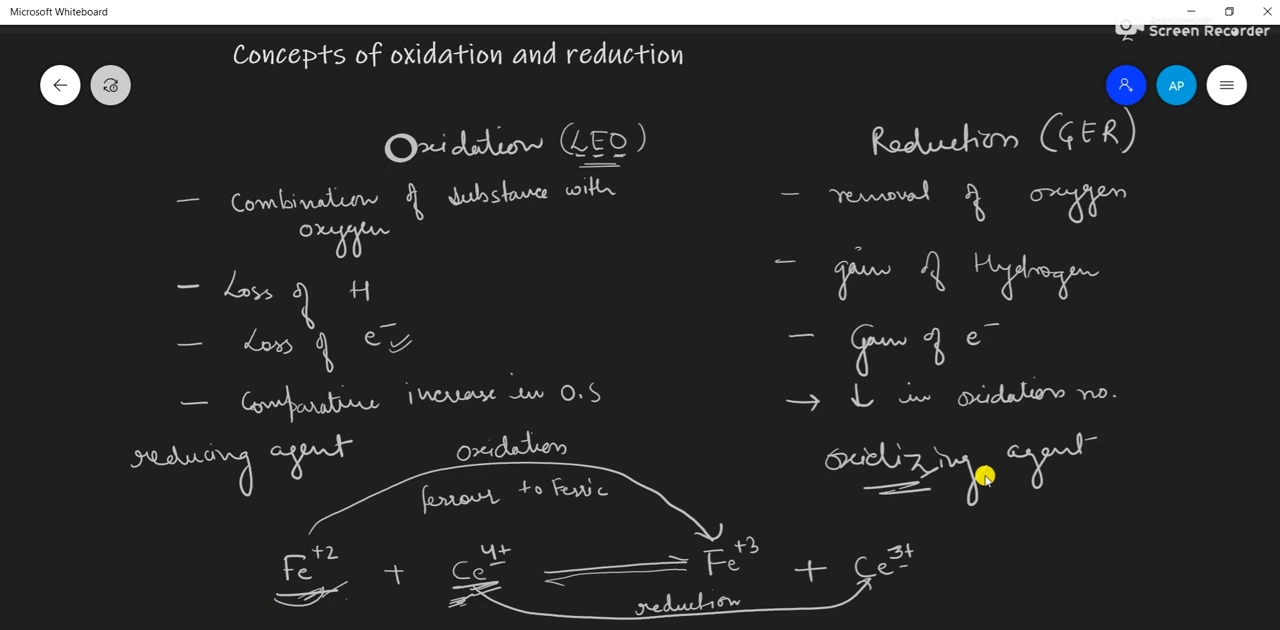 Microsoft Whiteboard
Screen Recorder
Concepts of oxidation and reduction
AP
Oxidation (LEO)
- Combination of substance with
oxygen
- Loss of H
- Loss of e⁻
- Comparative increase in O.S
reducing agent
Reduction (GER)
- removal of oxygen
- gain of Hydrogen
- Gain of e⁻
→ ↓ in oxidation no.
oxidizing agent
oxidation
ferrous to Ferric
Fe⁺² + Ce⁴⁺ ⇌ Fe⁺³ + Ce³⁺
reduction